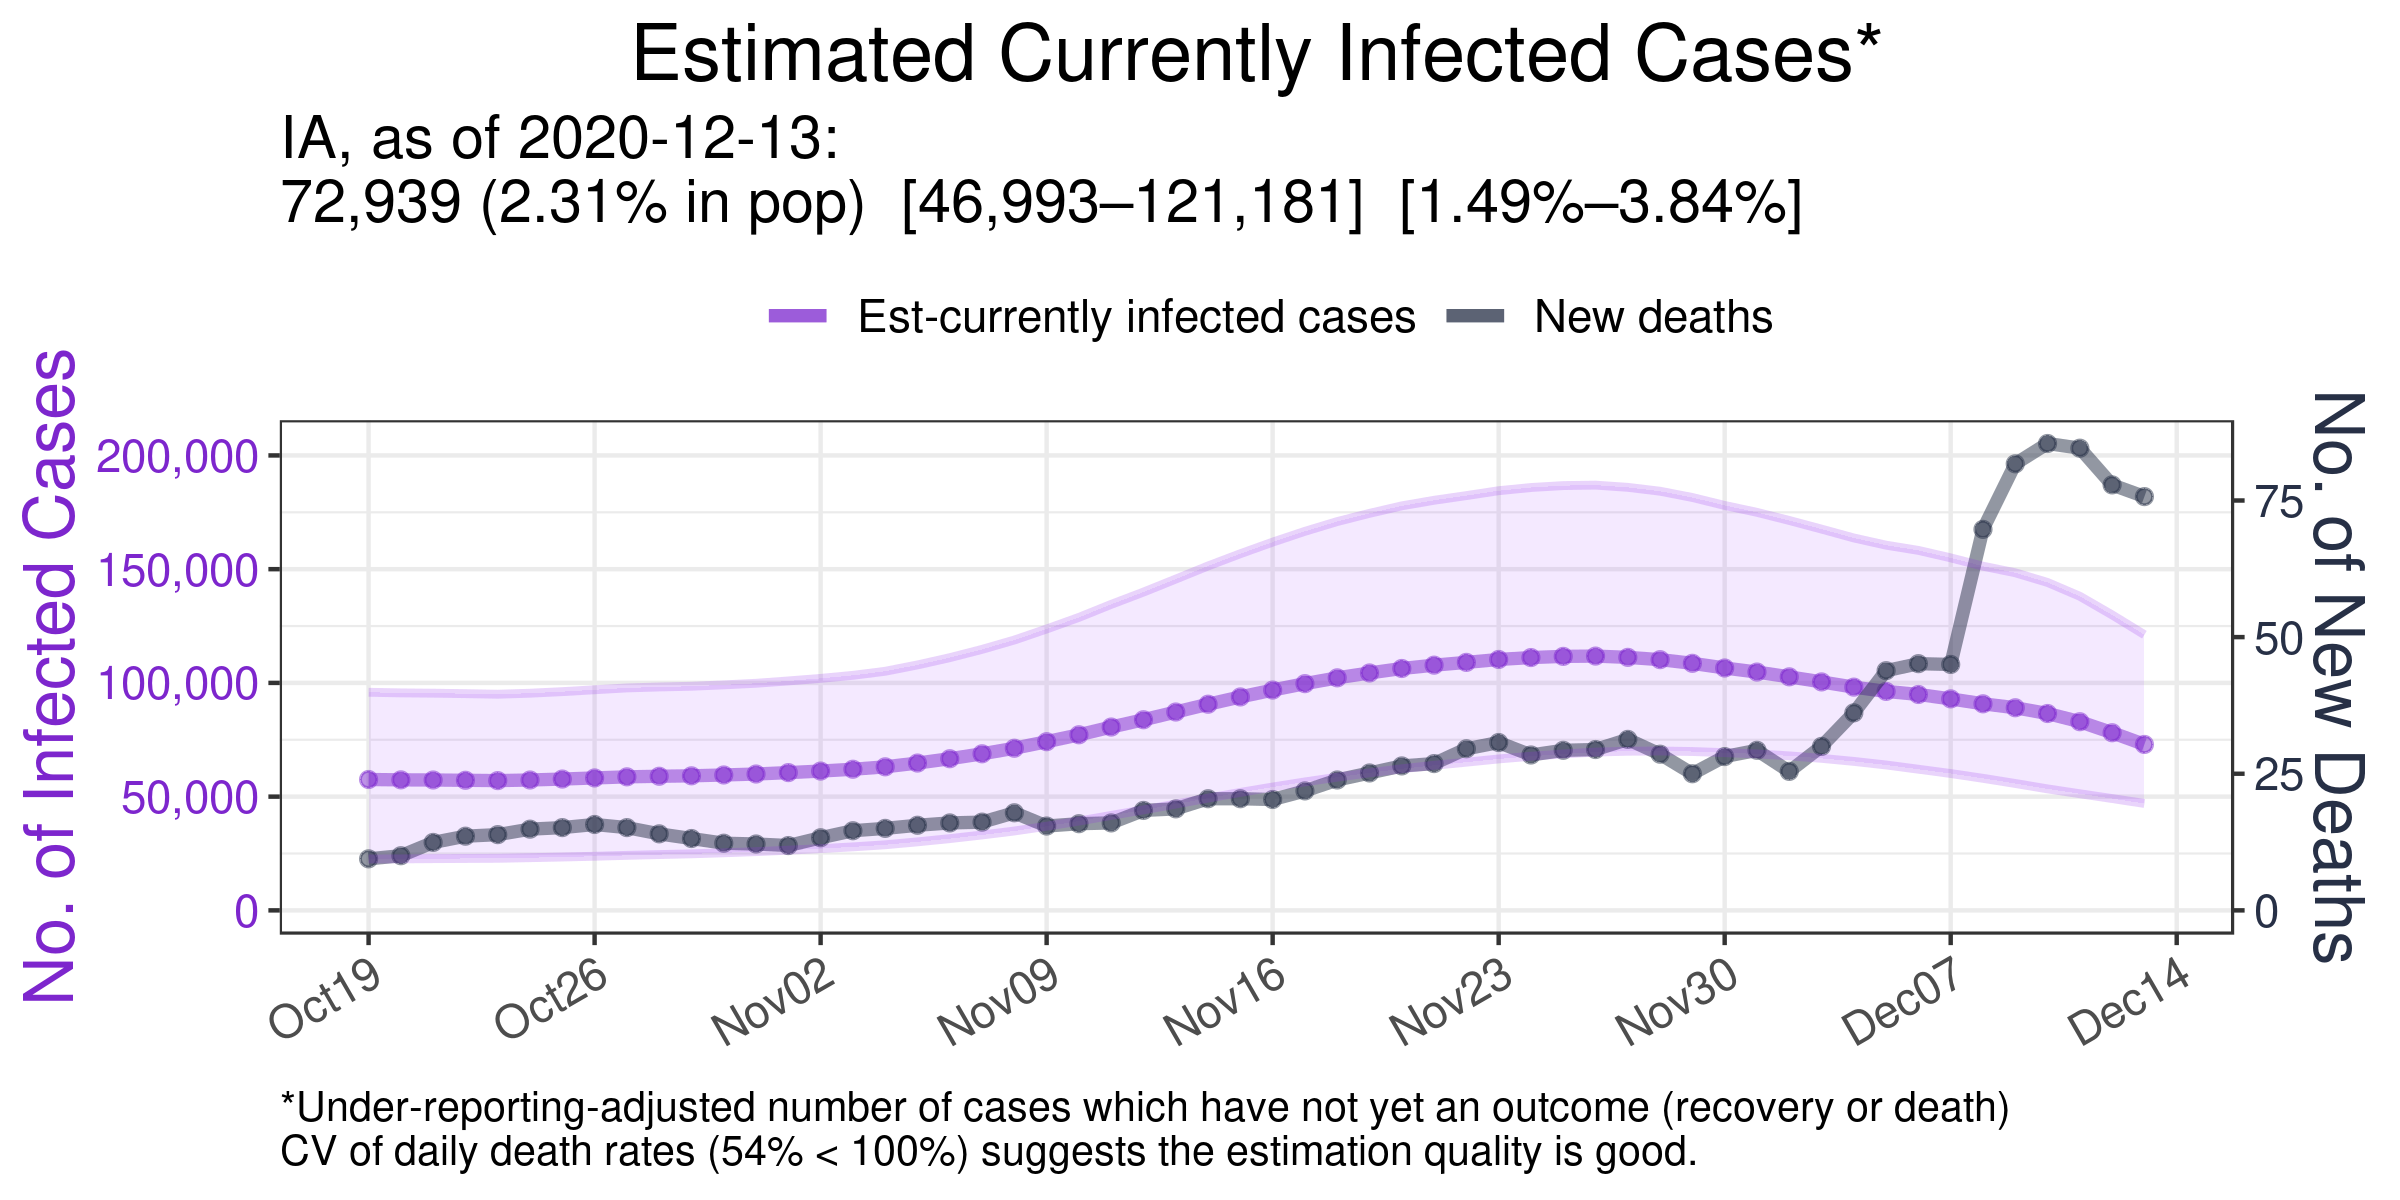 Estimated Currently Infected Cases*
IA, as of 2020-12-13:
72,939 (2.31% in pop) [46,993–121,181] [1.49%–3.84%]
Est-currently infected cases
New deaths
No. of Infected Cases
200,000
150,000
100,000
50,000
0
75
50
25
0
No. of New Deaths
Oct19
Oct26
Nov02
Nov09
Nov16
Nov23
Nov30
Dec07
Dec14
*Under-reporting-adjusted number of cases which have not yet an outcome (recovery or death)
CV of daily death rates (54% < 100%) suggests the estimation quality is good.